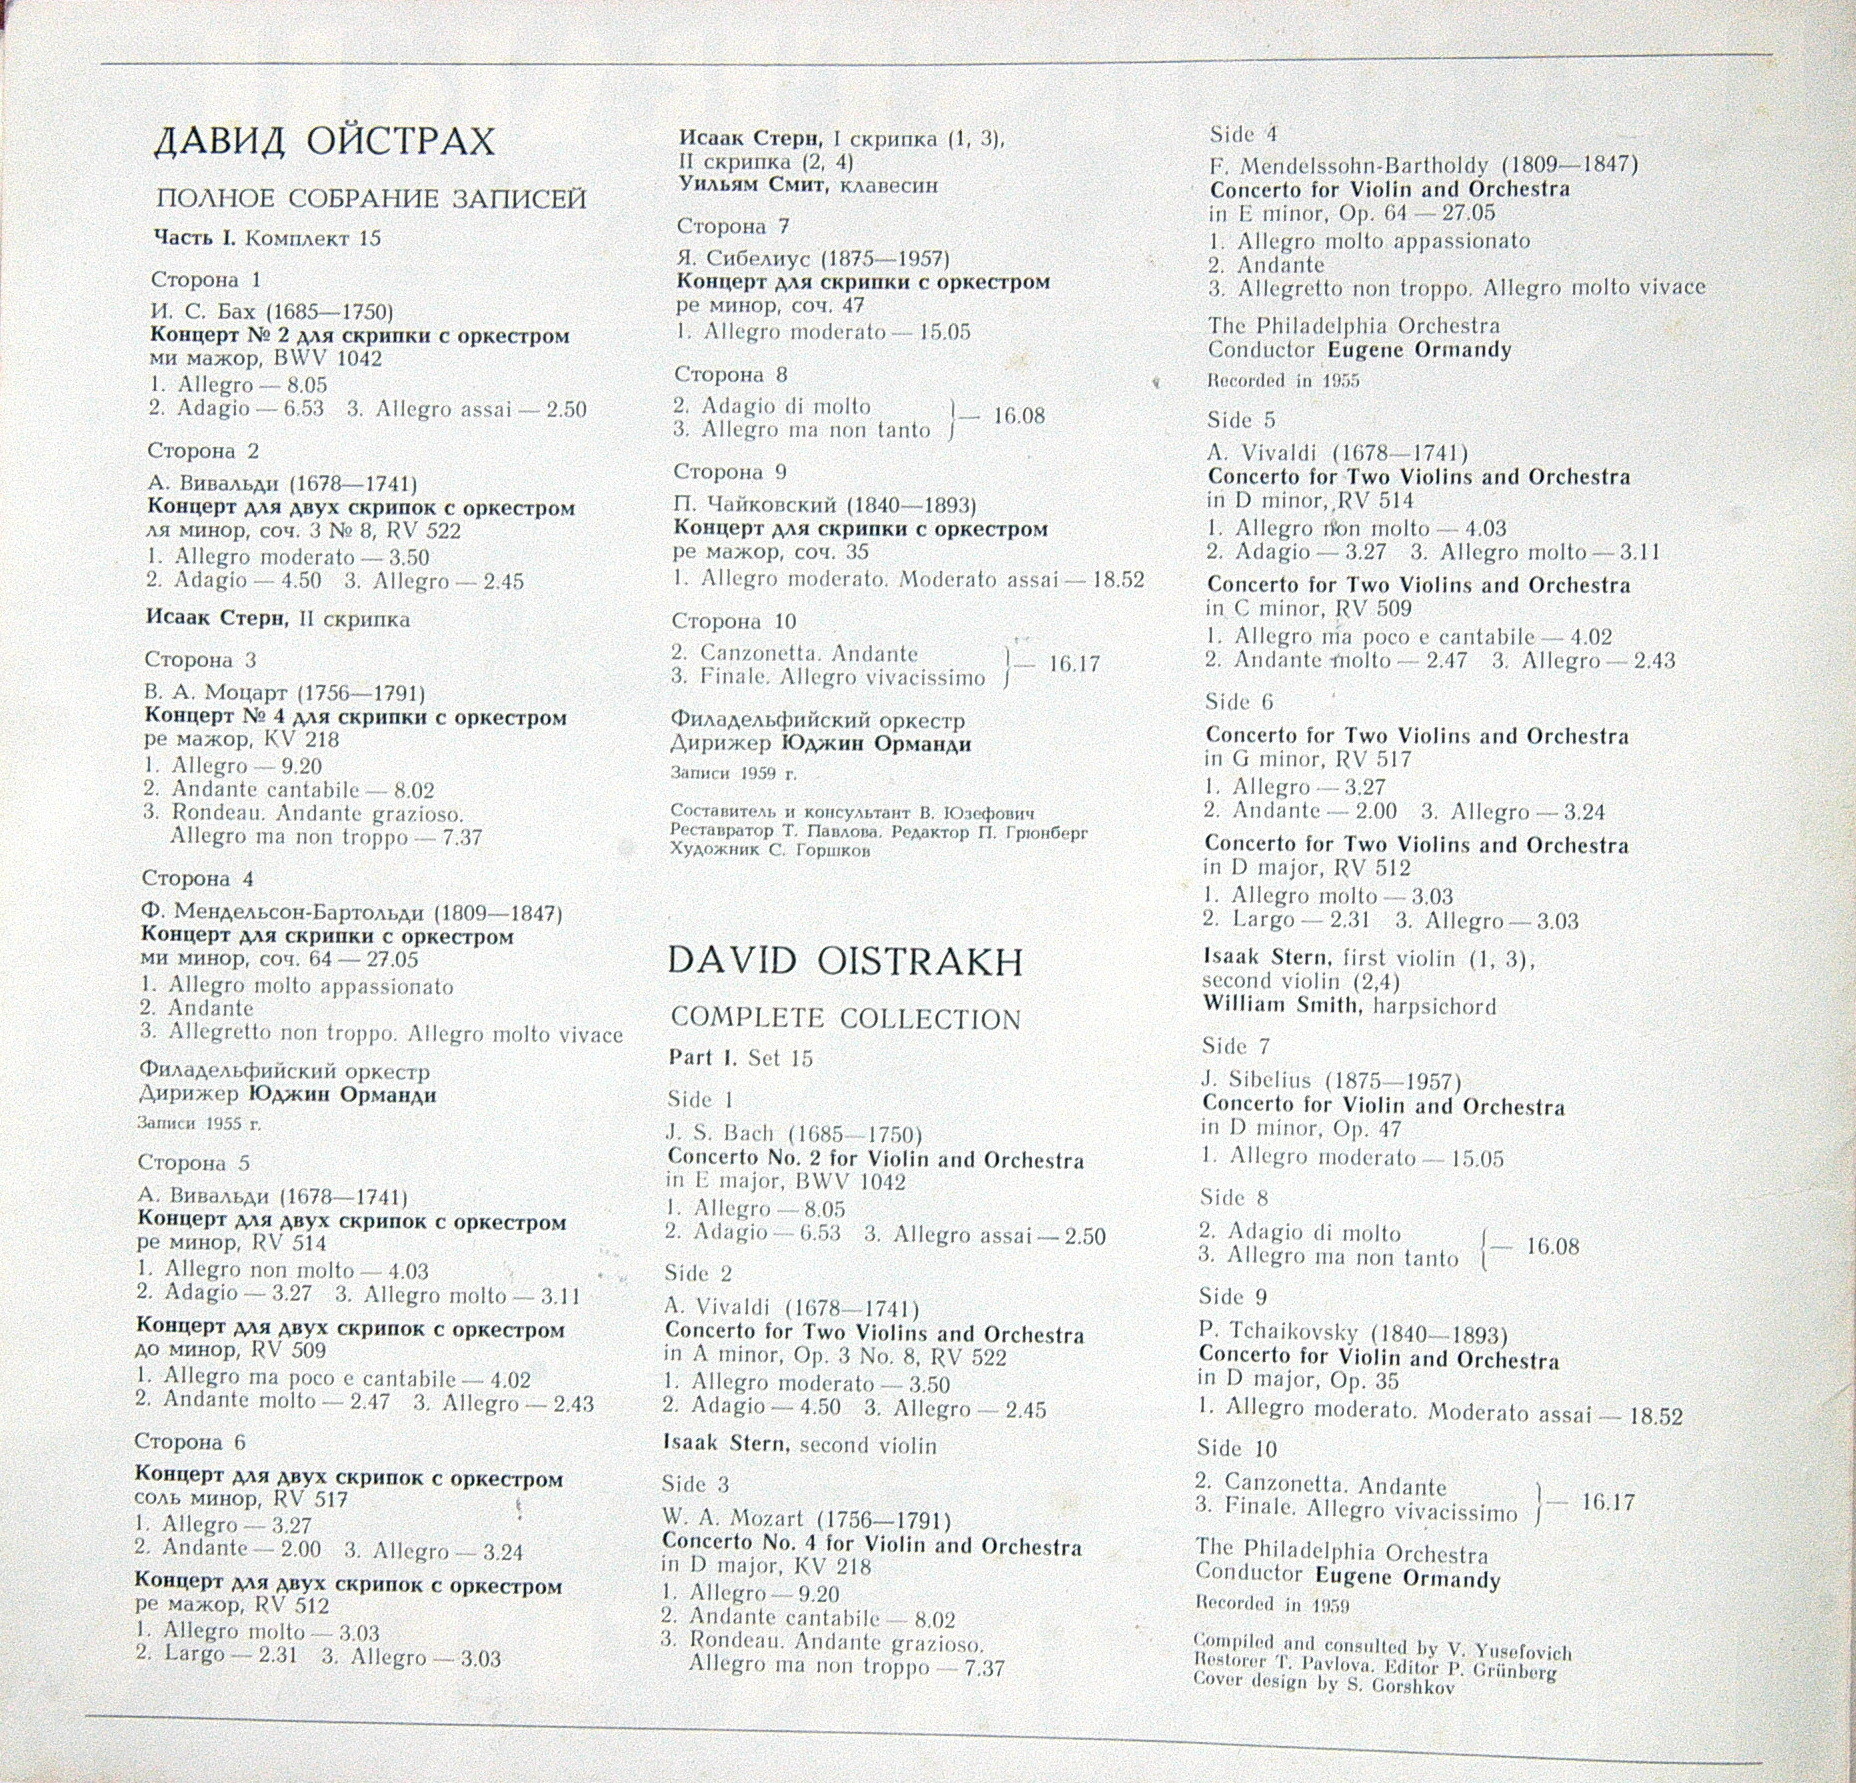 ДАВИД ОЙСТРАХ
ПОЛНОЕ СОБРАНИЕ ЗАПИСЕЙ
Часть I. Комплект 15
Сторона 1
И. С. Бах (1685—1750)
Концерт № 2 для скрипки с оркестром
ми мажор, BWV 1042
1. Allegro — 8.05
2. Adagio — 6.53 3. Allegro assai — 2.50
Сторона 2
А. Вивальди (1678—1741)
Концерт для двух скрипок с оркестром
ля минор, соч. 3 № 8, RV 522
1. Allegro moderato — 3.50
2. Adagio — 4.50 3. Allegro — 2.45
Исаак Стерн, II скрипка
Сторона 3
В. А. Моцарт (1756—1791)
Концерт № 4 для скрипки с оркестром
ре мажор, KV 218
1. Allegro — 9.20
2. Andante cantabile — 8.02
3. Rondeau. Andante grazioso.
Allegro ma non troppo — 7.37
Сторона 4
Ф. Мендельсон-Бартольди (1809—1847)
Концерт для скрипки с оркестром
ми минор, соч. 64 — 27.05
1. Allegro molto appassionato
2. Andante
3. Allegretto non troppo. Allegro molto vivace
Филадельфийский оркестр
Дирижер Юджин Орманди
Записи 1955 г.
Сторона 5
А. Вивальди (1678—1741)
Концерт для двух скрипок с оркестром
ре минор, RV 514
1. Allegro non molto — 4.03
2. Adagio — 3.27 3. Allegro molto — 3.11
Концерт для двух скрипок с оркестром
до минор, RV 509
1. Allegro ma poco e cantabile — 4.02
2. Andante molto — 2.47 3. Allegro — 2.43
Сторона 6
Концерт для двух скрипок с оркестром
соль минор, RV 517
1. Allegro — 3.27
2. Andante — 2.00 3. Allegro — 3.24
Концерт для двух скрипок с оркестром
ре мажор, RV 512
1. Allegro molto — 3.03
2. Largo — 2.31 3. Allegro — 3.03
Исаак Стерн, I скрипка (1, 3),
II скрипка (2, 4)
Уильям Смит, клавесин
Сторона 7
Я. Сибелиус (1875—1957)
Концерт для скрипки с оркестром
ре минор, соч. 47
1. Allegro moderato — 15.05
Сторона 8
2. Adagio di molto
3. Allegro ma non tanto } — 16.08
Сторона 9
П. Чайковский (1840—1893)
Концерт для скрипки с оркестром
ре мажор, соч. 35
1. Allegro moderato. Moderato assai — 18.52
Сторона 10
2. Canzonetta. Andante
3. Finale. Allegro vivacissimo } — 16.17
Филадельфийский оркестр
Дирижер Юджин Орманди
Записи 1959 г.
Составитель и консультант В. Юзефович
Реставратор Т. Павлова. Редактор П. Грюнберг
Художник С. Горшков
DAVID OISTRAKH
COMPLETE COLLECTION
Part I. Set 15
Side 1
J. S. Bach (1685—1750)
Concerto No. 2 for Violin and Orchestra
in E major, BWV 1042
1. Allegro — 8.05
2. Adagio — 6.53 3. Allegro assai — 2.50
Side 2
A. Vivaldi (1678—1741)
Concerto for Two Violins and Orchestra
in A minor, Op. 3 No. 8, RV 522
1. Allegro moderato — 3.50
2. Adagio — 4.50 3. Allegro — 2.45
Isaak Stern, second violin
Side 3
W. A. Mozart (1756—1791)
Concerto No. 4 for Violin and Orchestra
in D major, KV 218
1. Allegro — 9.20
2. Andante cantabile — 8.02
3. Rondeau. Andante grazioso.
Allegro ma non troppo — 7.37
Side 4
F. Mendelssohn-Bartholdy (1809—1847)
Concerto for Violin and Orchestra
in E minor, Op. 64 — 27.05
1. Allegro molto appassionato
2. Andante
3. Allegretto non troppo. Allegro molto vivace
The Philadelphia Orchestra
Conductor Eugene Ormandy
Recorded in 1955
Side 5
A. Vivaldi (1678—1741)
Concerto for Two Violins and Orchestra
in D minor, RV 514
1. Allegro non molto — 4.03
2. Adagio — 3.27 3. Allegro molto — 3.11
Concerto for Two Violins and Orchestra
in C minor, RV 509
1. Allegro ma poco e cantabile — 4.02
2. Andante molto — 2.47 3. Allegro — 2.43
Side 6
Concerto for Two Violins and Orchestra
in G minor, RV 517
1. Allegro — 3.27
2. Andante — 2.00 3. Allegro — 3.24
Concerto for Two Violins and Orchestra
in D major, RV 512
1. Allegro molto — 3.03
2. Largo — 2.31 3. Allegro — 3.03
Isaak Stern, first violin (1, 3),
second violin (2,4)
William Smith, harpsichord
Side 7
J. Sibelius (1875—1957)
Concerto for Violin and Orchestra
in D minor, Op. 47
1. Allegro moderato — 15.05
Side 8
2. Adagio di molto
3. Allegro ma non tanto { — 16.08
Side 9
P. Tchaikovsky (1840—1893)
Concerto for Violin and Orchestra
in D major, Op. 35
1. Allegro moderato. Moderato assai — 18.52
Side 10
2. Canzonetta. Andante
3. Finale. Allegro vivacissimo } — 16.17
The Philadelphia Orchestra
Conductor Eugene Ormandy
Recorded in 1959
Compiled and consulted by V. Yusefovich
Restorer T. Pavlova. Editor P. Grünberg
Cover design by S. Gorshkov